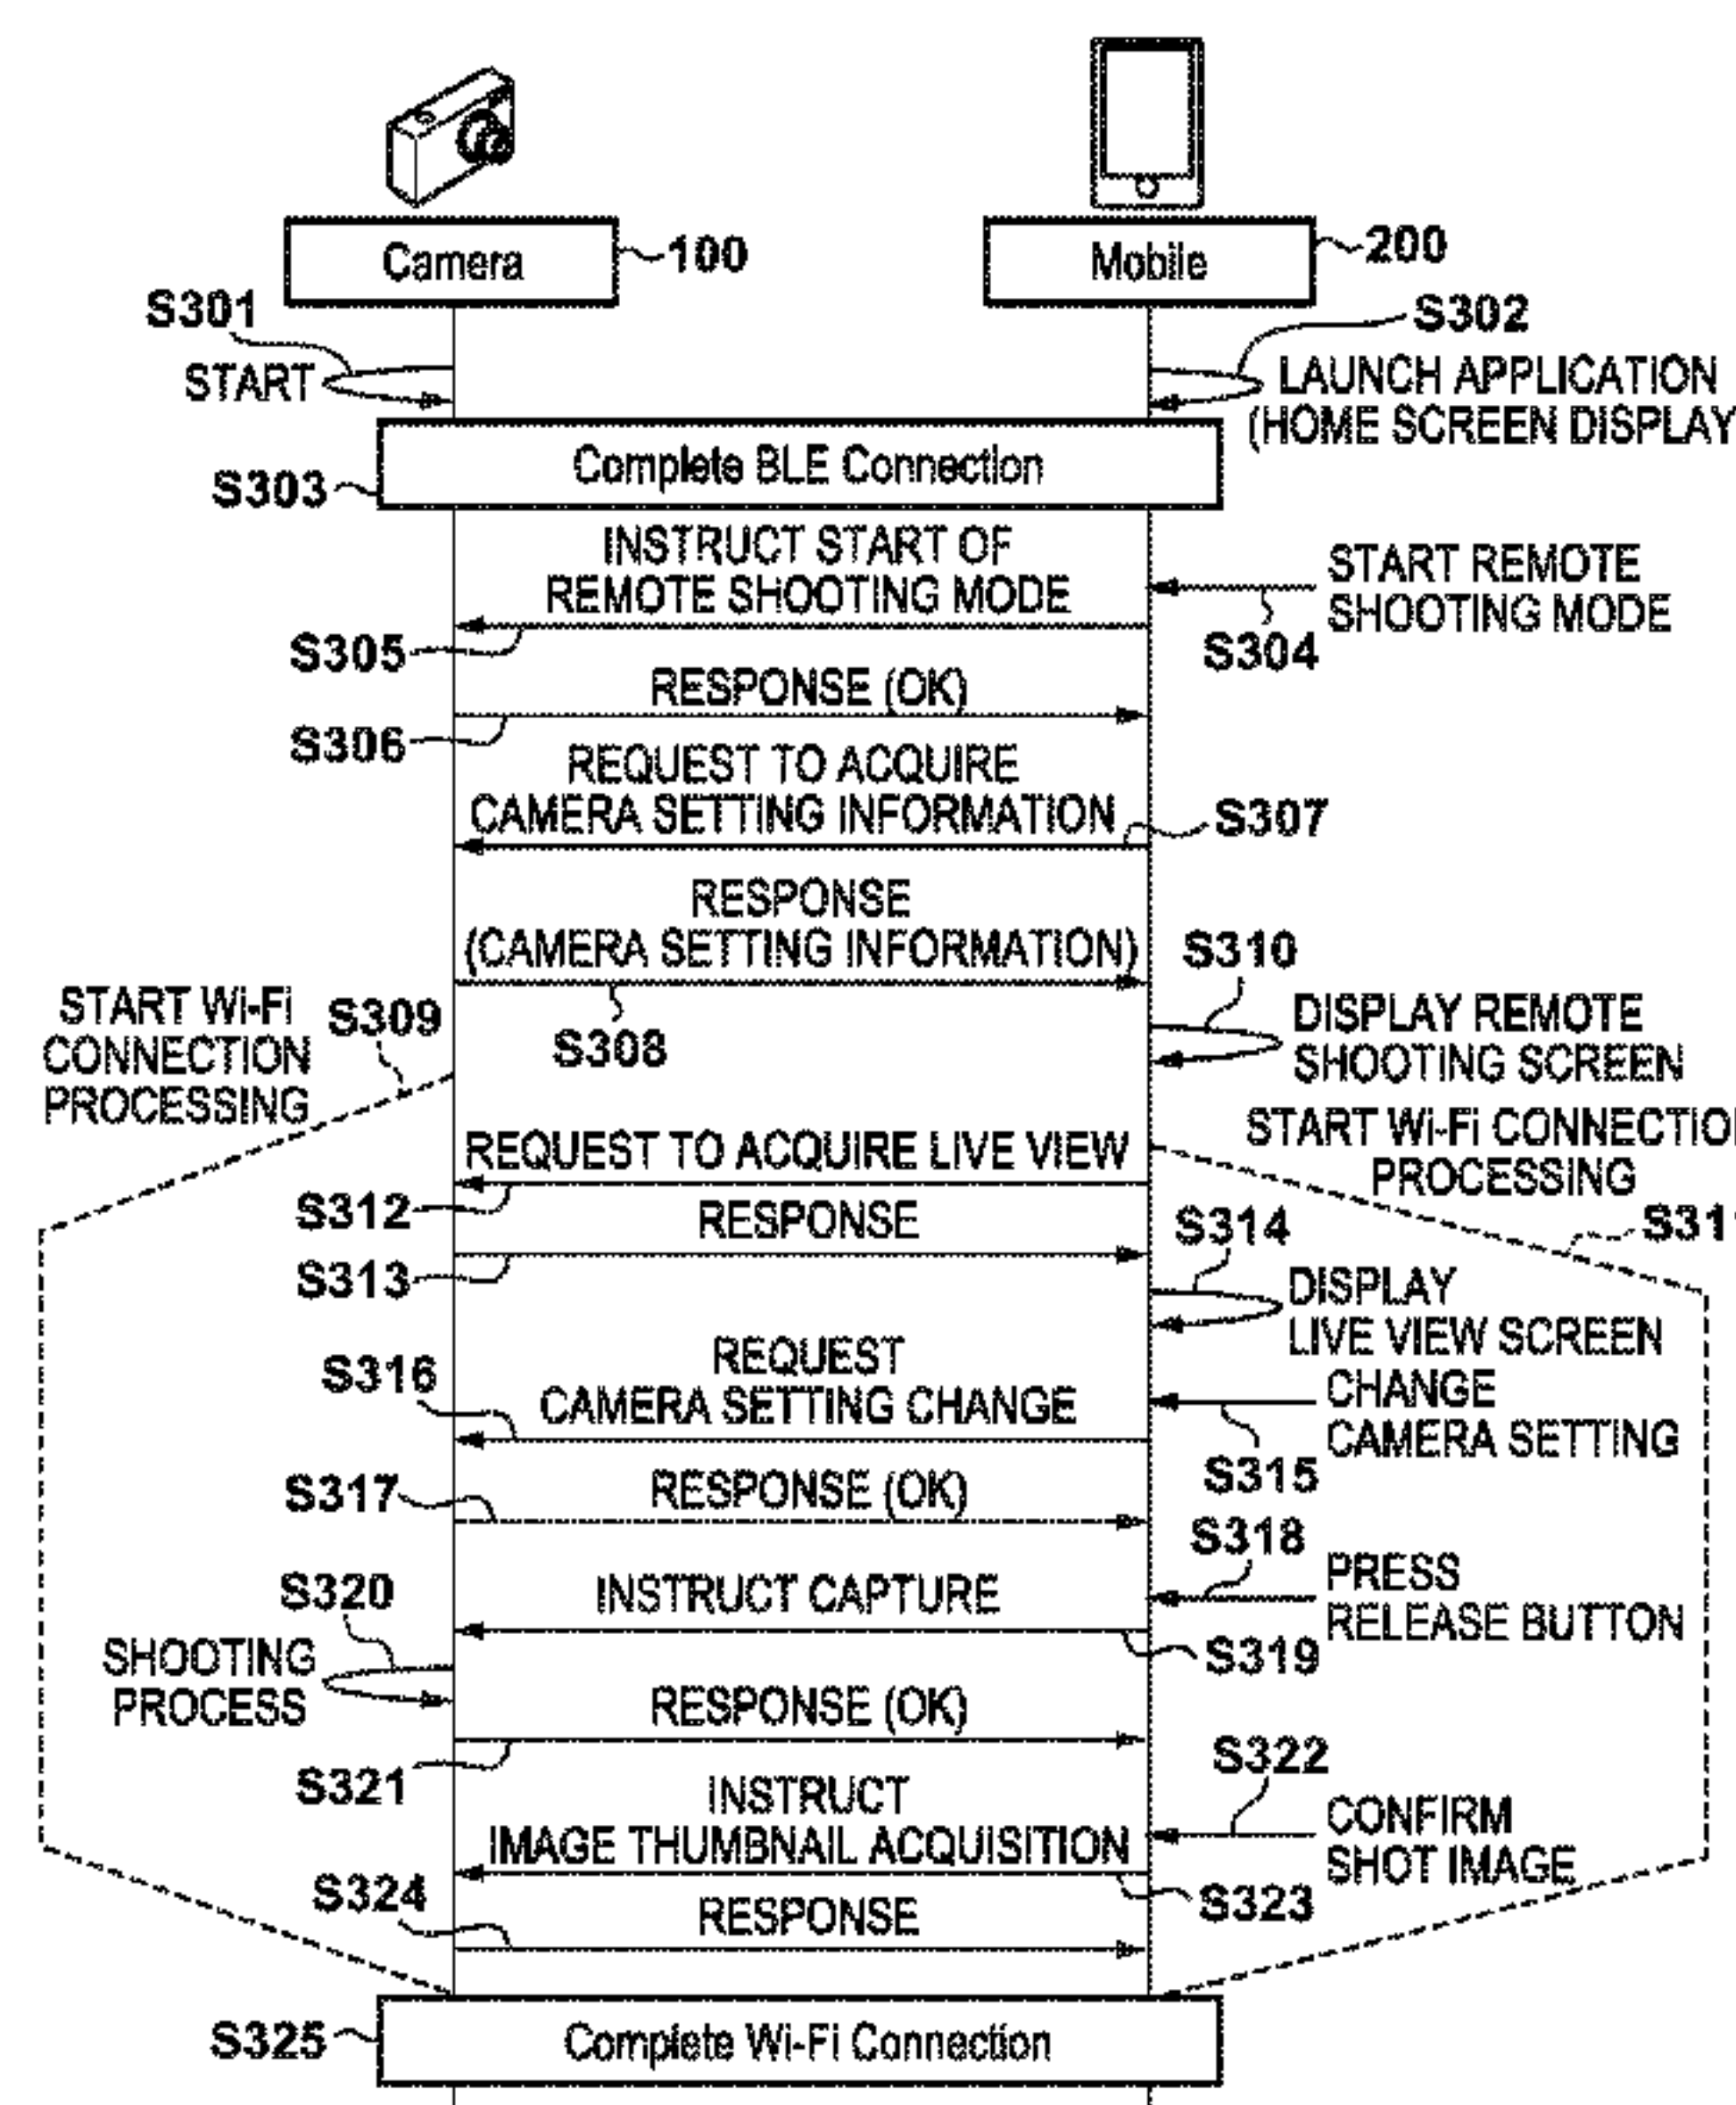 Camera
100
Mobile
200
S301
START
S302
LAUNCH APPLICATION
(HOME SCREEN DISPLAY
Complete BLE Connection
S303
INSTRUCT START OF
REMOTE SHOOTING MODE
START REMOTE
SHOOTING MODE
S304
S305
RESPONSE (OK)
S306
REQUEST TO ACQUIRE
CAMERA SETTING INFORMATION
S307
RESPONSE
(CAMERA SETTING INFORMATION)
S308
S310
DISPLAY REMOTE
SHOOTING SCREEN
START Wi-Fi
CONNECTION
PROCESSING
S309
START Wi-Fi CONNECTIO
PROCESSING
S311
REQUEST TO ACQUIRE LIVE VIEW
S312
RESPONSE
S313
S314
DISPLAY
LIVE VIEW SCREEN
S316
REQUEST
CAMERA SETTING CHANGE
CHANGE
CAMERA SETTING
S315
S317
RESPONSE (OK)
S318
PRESS
RELEASE BUTTON
INSTRUCT CAPTURE
S319
S320
SHOOTING
PROCESS
RESPONSE (OK)
S321
S322
CONFIRM
SHOT IMAGE
INSTRUCT
IMAGE THUMBNAIL ACQUISITION
S323
S324
RESPONSE
S325
Complete Wi-Fi Connection